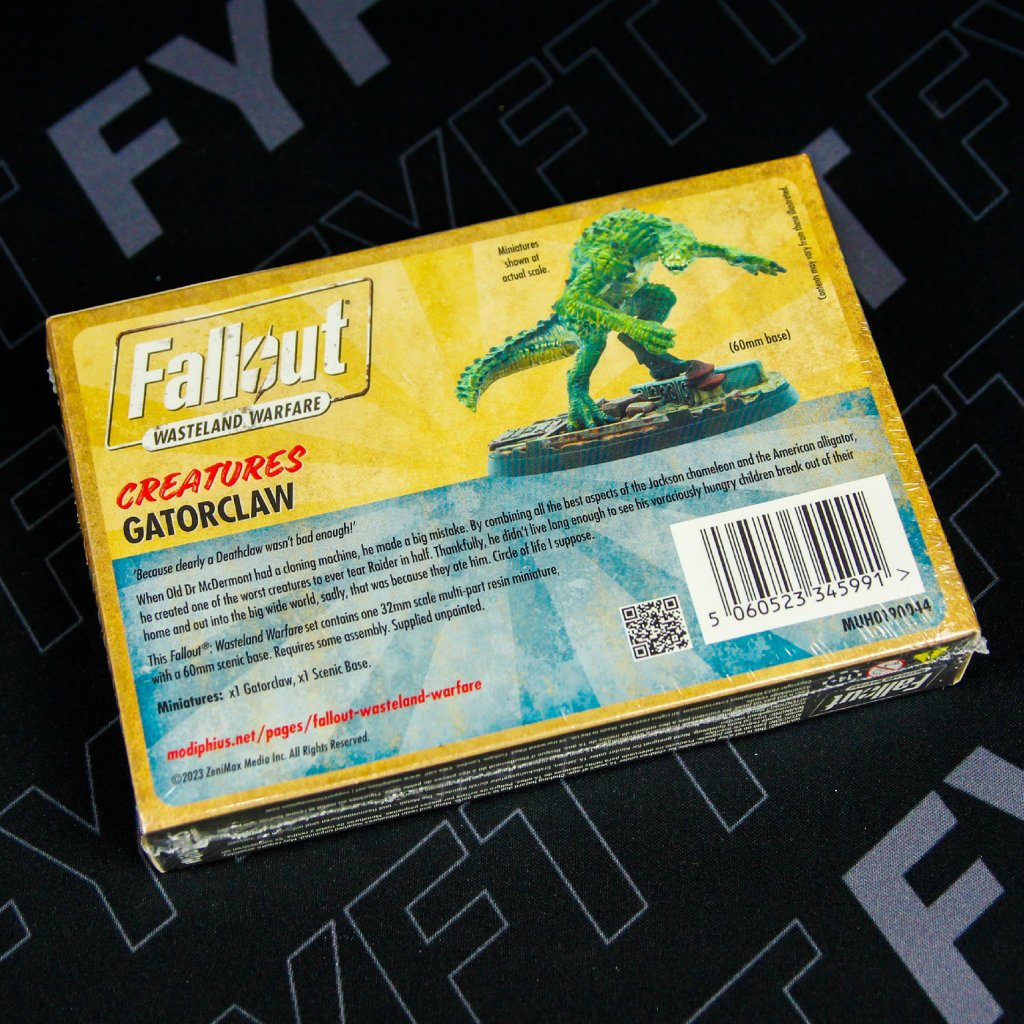 FYF
FYFTT
Miniatures
shown at
actual scale.
Contents may vary from those illustrated.
(60mm base)
Fallout®
WASTELAND WARFARE
CREATURES
GATORCLAW
'Because clearly a Deathclaw wasn't bad enough!'
When Old Dr McDermont had a cloning machine, he made a big mistake. By combining all the best aspects of the Jackson chameleon and the American alligator,
he created one of the worst creatures to ever tear Raider in half. Thankfully, he didn't live long enough to see his voraciously hungry children break out of their
home and out into the big wide world, sadly, that was because they ate him. Circle of life I suppose.
This Fallout®: Wasteland Warfare set contains one 32mm scale multi-part resin miniature,
with a 60mm scenic base. Requires some assembly. Supplied unpainted.
Miniatures: x1 Gatorclaw, x1 Scenic Base.
modiphius.net/pages/fallout-wasteland-warfare
©2023 ZeniMax Media Inc. All Rights Reserved.
5 060523 345991 >
MUH0190244
Fallout
FY